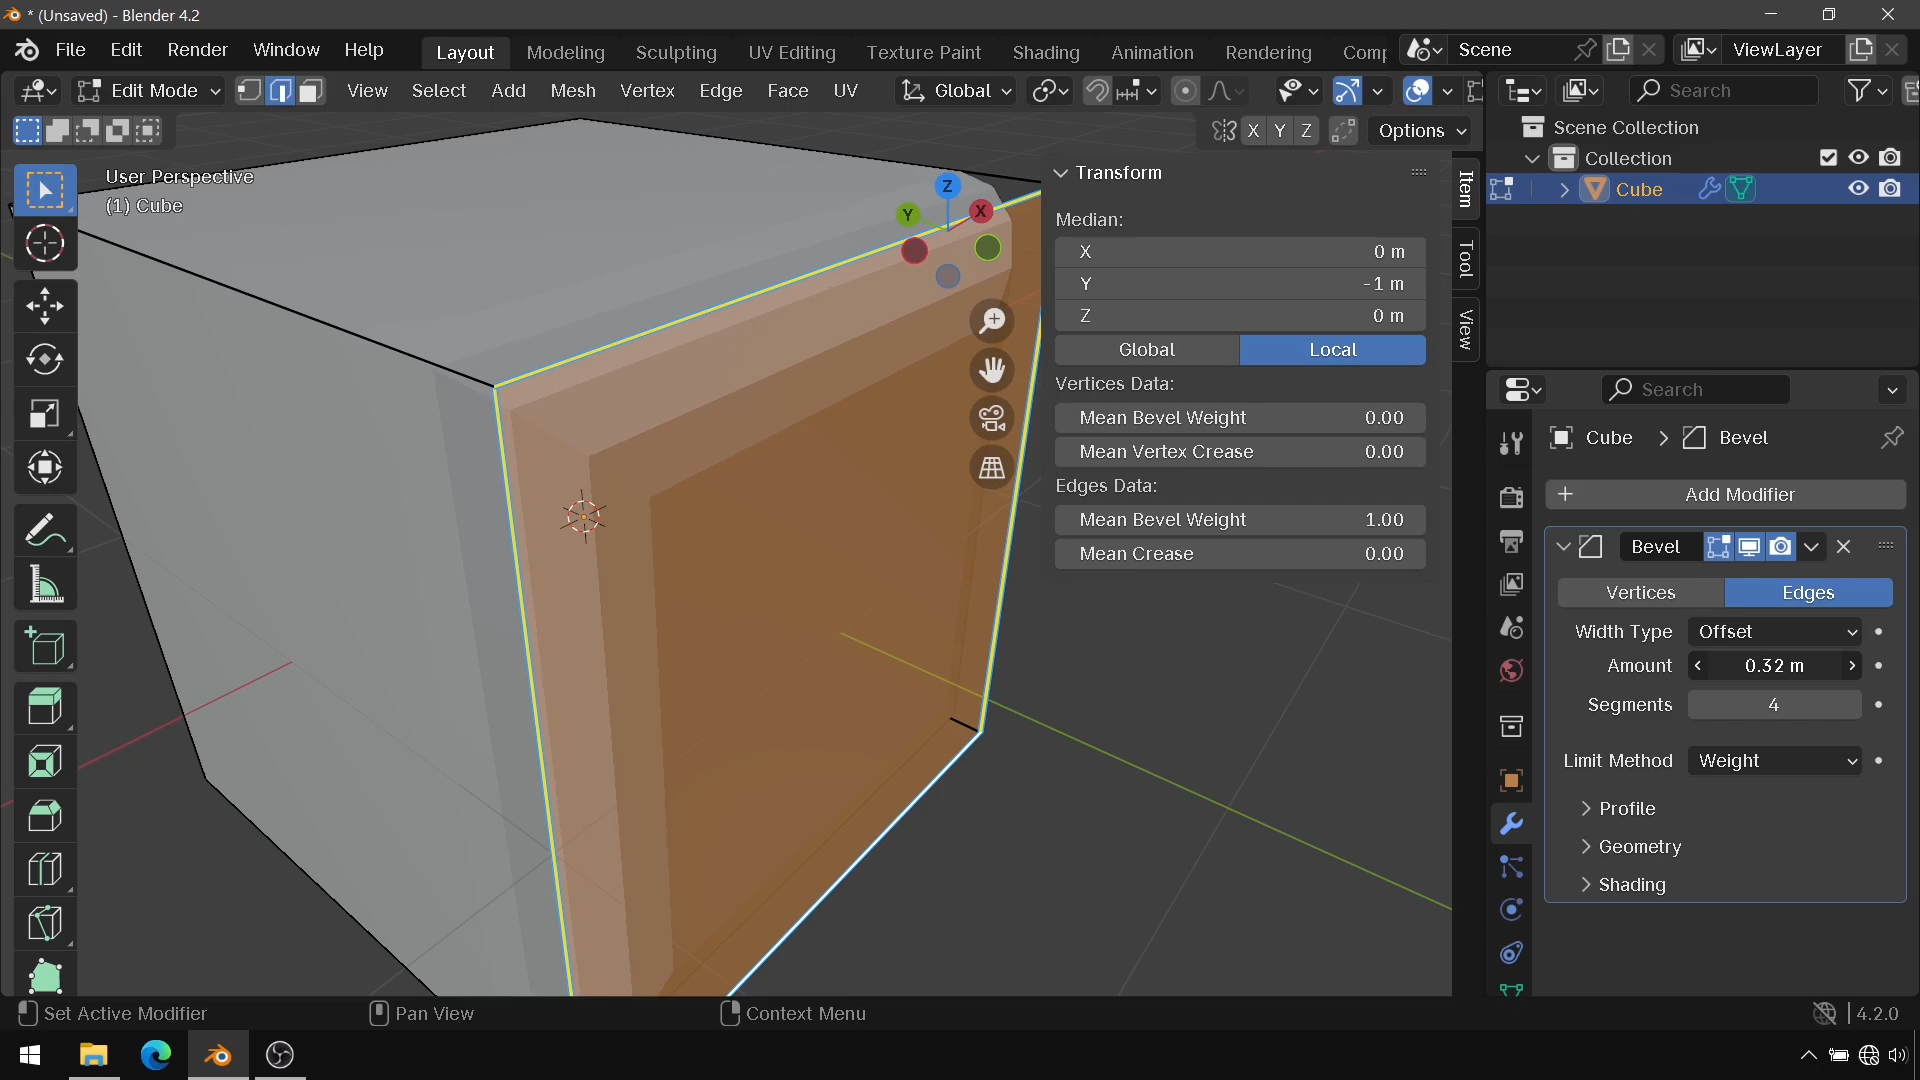 * (Unsaved) - Blender 4.2
File Edit Render Window Help Layout Modeling Sculpting UV Editing Texture Paint Shading Animation Rendering Comp Scene ViewLayer
Edit Mode View Select Add Mesh Vertex Edge Face UV Global Search
X Y Z Options
Scene Collection
Collection
Cube
User Perspective
(1) Cube
Z
Y
X
Item
Tool
View
Transform
Median:
X 0 m
Y -1 m
Z 0 m
Global Local
Vertices Data:
Mean Bevel Weight 0.00
Mean Vertex Crease 0.00
Edges Data:
Mean Bevel Weight 1.00
Mean Crease 0.00
Search
Cube > Bevel
+ Add Modifier
Bevel
Vertices Edges
Width Type Offset
Amount 0.32 m
Segments 4
Limit Method Weight
Profile
Geometry
Shading
Set Active Modifier Pan View Context Menu 4.2.0